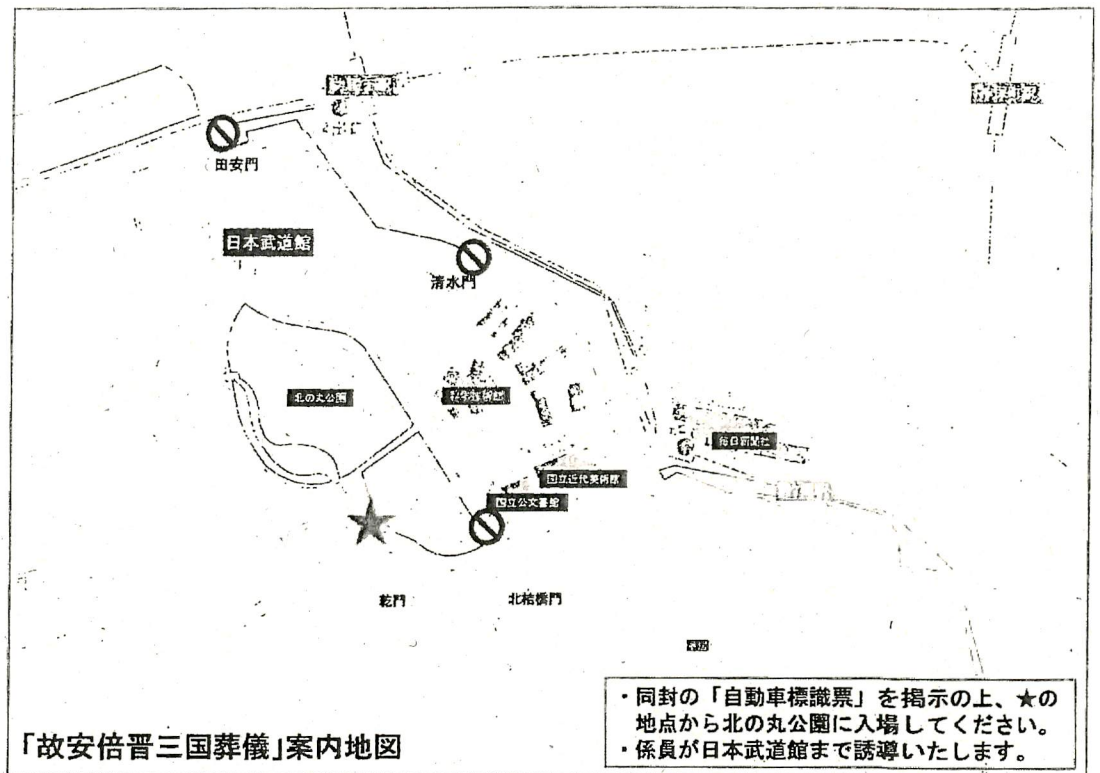 田安門
日本武道館
清水門
北の丸公園
科学技術館
毎日新聞社
国立近代美術館
国立公文書館
乾門
北桔橋門
・同封の「自動車標識票」を掲示の上、★の
地点から北の丸公園に入場してください。
・係員が日本武道館まで誘導いたします。
「故安倍晋三国葬儀」案内地図